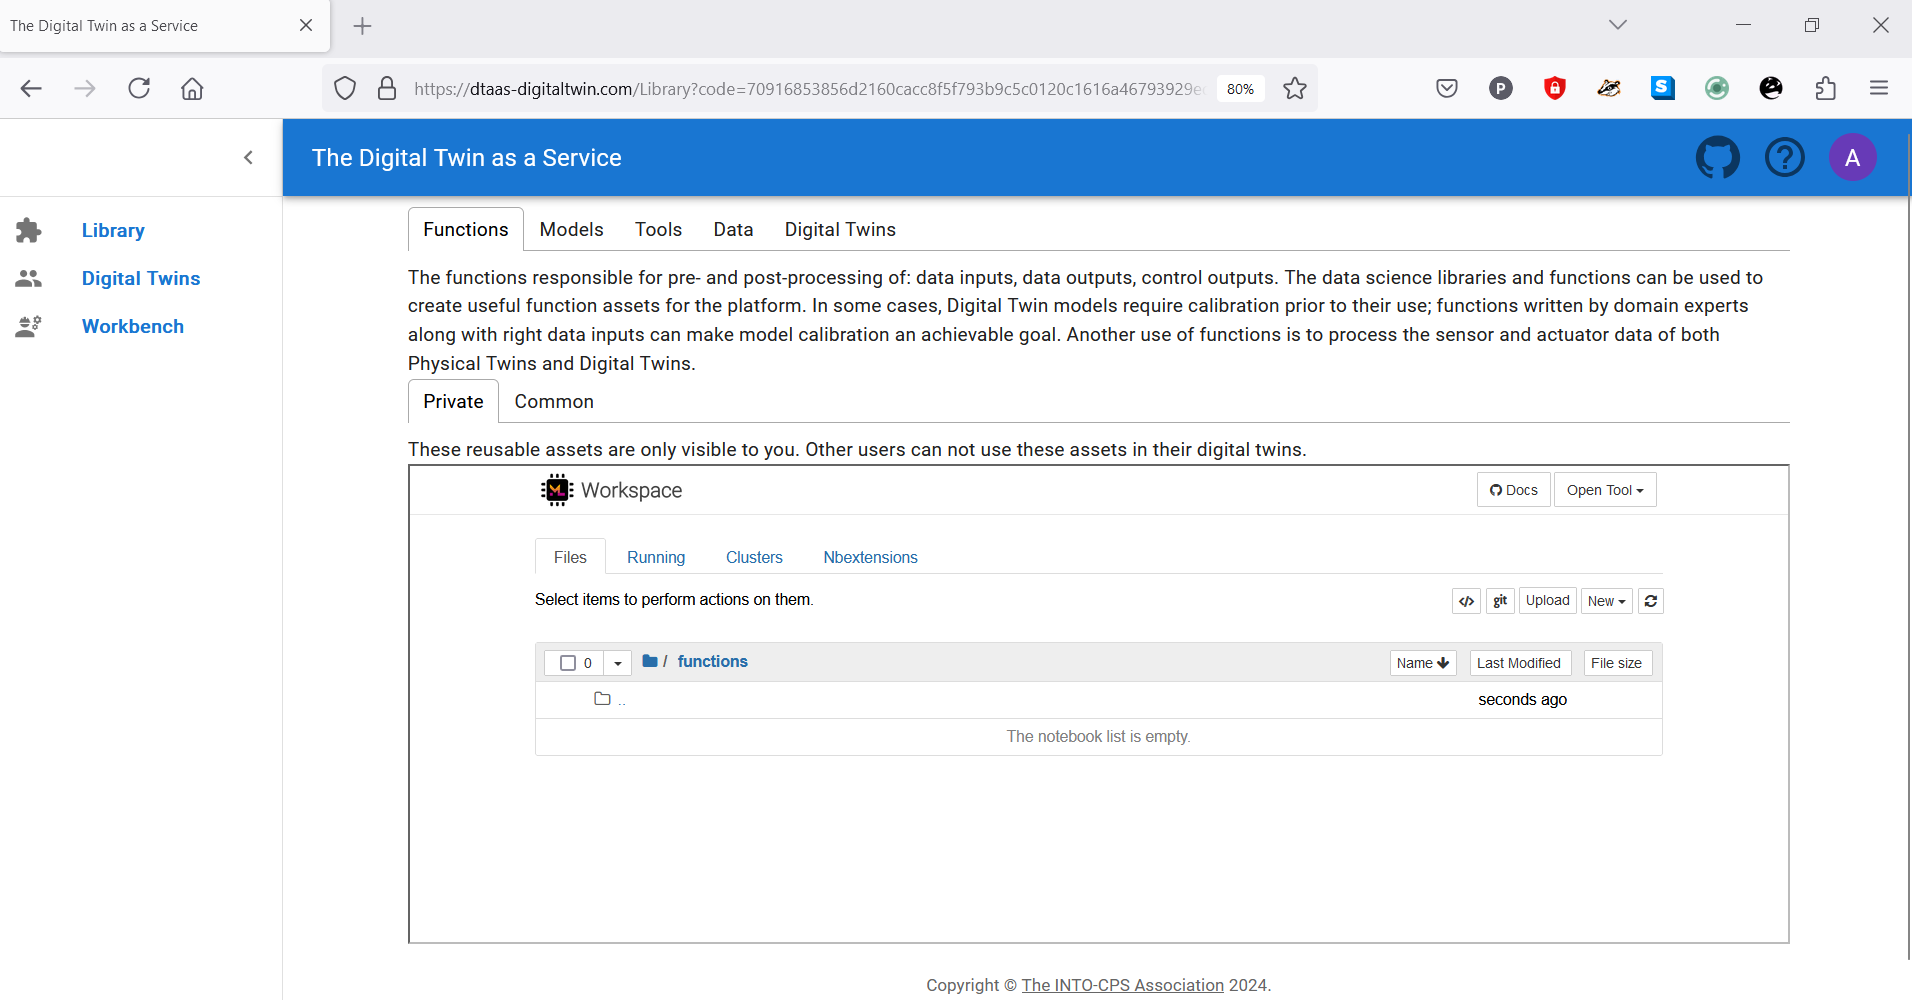 The Digital Twin as a Service
https://dtaas-digitaltwin.com/Library?code=70916853856d2160cacc8f5f793b9c5c0120c1616a46793929e
80%
P
S
The Digital Twin as a Service
A
Library
Digital Twins
Workbench
Functions Models Tools Data Digital Twins
The functions responsible for pre- and post-processing of: data inputs, data outputs, control outputs. The data science libraries and functions can be used to
create useful function assets for the platform. In some cases, Digital Twin models require calibration prior to their use; functions written by domain experts
along with right data inputs can make model calibration an achievable goal. Another use of functions is to process the sensor and actuator data of both
Physical Twins and Digital Twins.
Private Common
These reusable assets are only visible to you. Other users can not use these assets in their digital twins.
ML Workspace
Docs Open Tool
Files Running Clusters Nbextensions
Select items to perform actions on them.
</> git Upload New
0 / functions
Name Last Modified File size
.. seconds ago
The notebook list is empty.
Copyright © The INTO-CPS Association 2024.